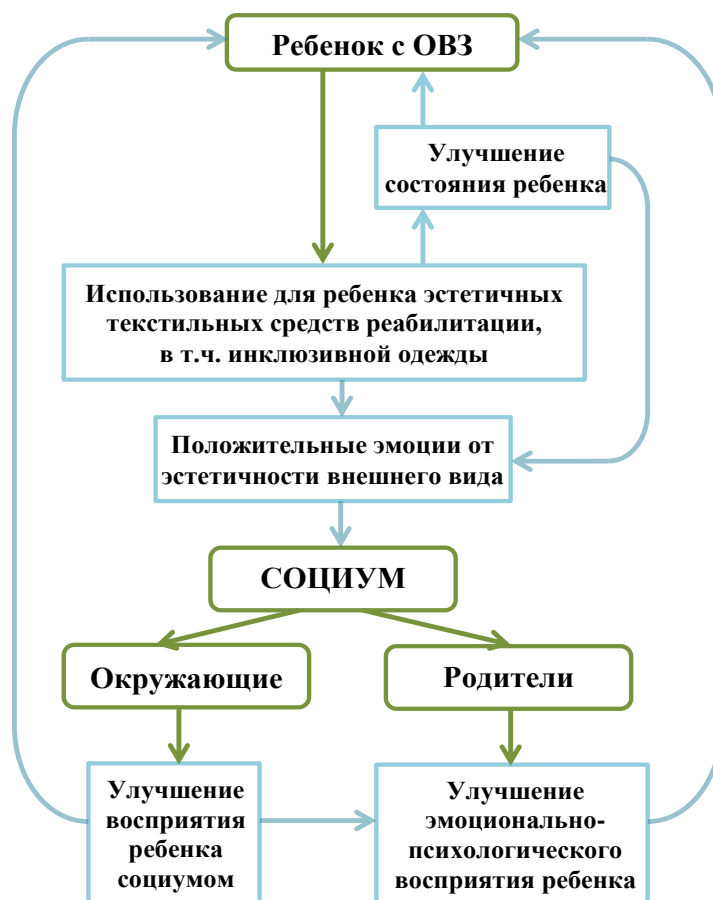 Ребенок с ОВЗ
Улучшение
состояния ребенка
Использование для ребенка эстетичных
текстильных средств реабилитации,
в т.ч. инклюзивной одежды
Положительные эмоции от
эстетичности внешнего вида
СОЦИУМ
Окружающие
Родители
Улучшение
восприятия
ребенка
социумом
Улучшение
эмоционально-
психологического
восприятия ребенка